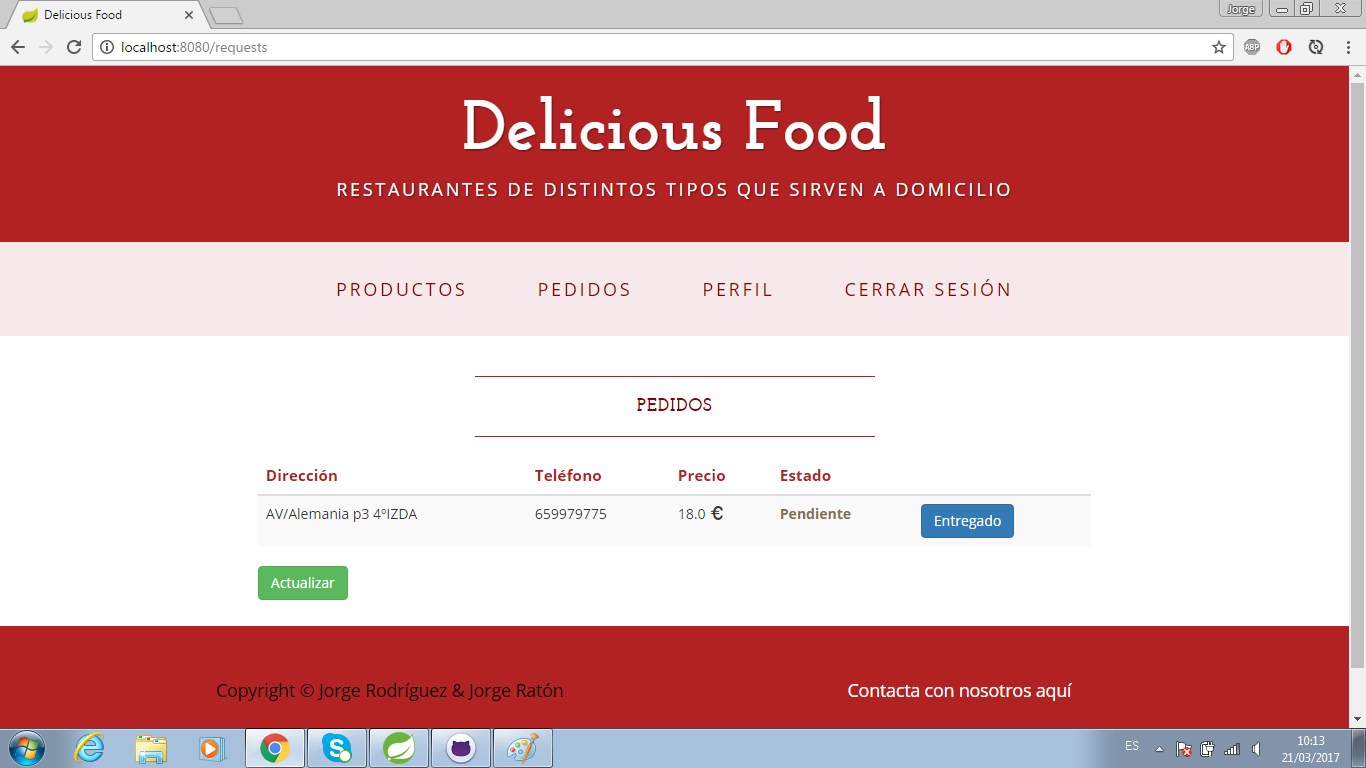 Delicious Food
Jorge
localhost:8080/requests
ABP
Delicious Food
RESTAURANTES DE DISTINTOS TIPOS QUE SIRVEN A DOMICILIO
PRODUCTOS PEDIDOS PERFIL CERRAR SESIÓN
PEDIDOS
Dirección Teléfono Precio Estado
AV/Alemania p3 4ºIZDA 659979775 18.0 € Pendiente Entregado
Actualizar
Copyright © Jorge Rodríguez & Jorge Ratón Contacta con nosotros aquí
ES
10:13
21/03/2017